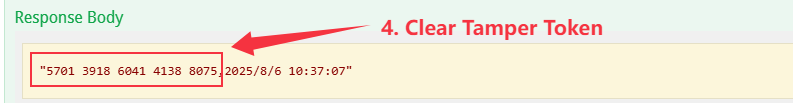 Response Body
4. Clear Tamper Token
"5701 3918 6041 4138 8075,2025/8/6 10:37:07"